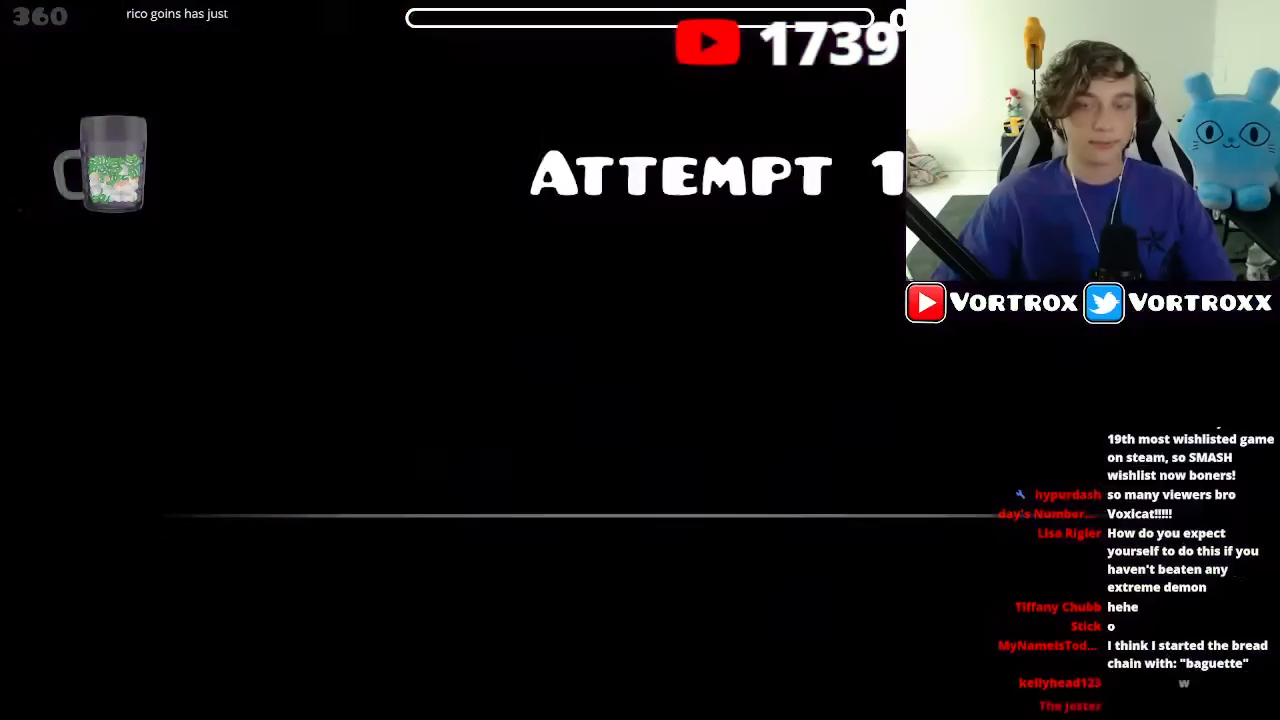 360
rico goins has just
1739
ATTEMPT 1
VORTROX
VORTROXX
19th most wishlisted game
on steam, so SMASH
wishlist now boners!
hypurdash so many viewers bro
day's Number... Voxicat!!!!!
Lisa Rigler How do you expect
yourself to do this if you
haven't beaten any
extreme demon
Tiffany Chubb hehe
Stick o
MyNameIsTod... I think I started the bread
chain with: "baguette"
kellyhead123 w
The Jester